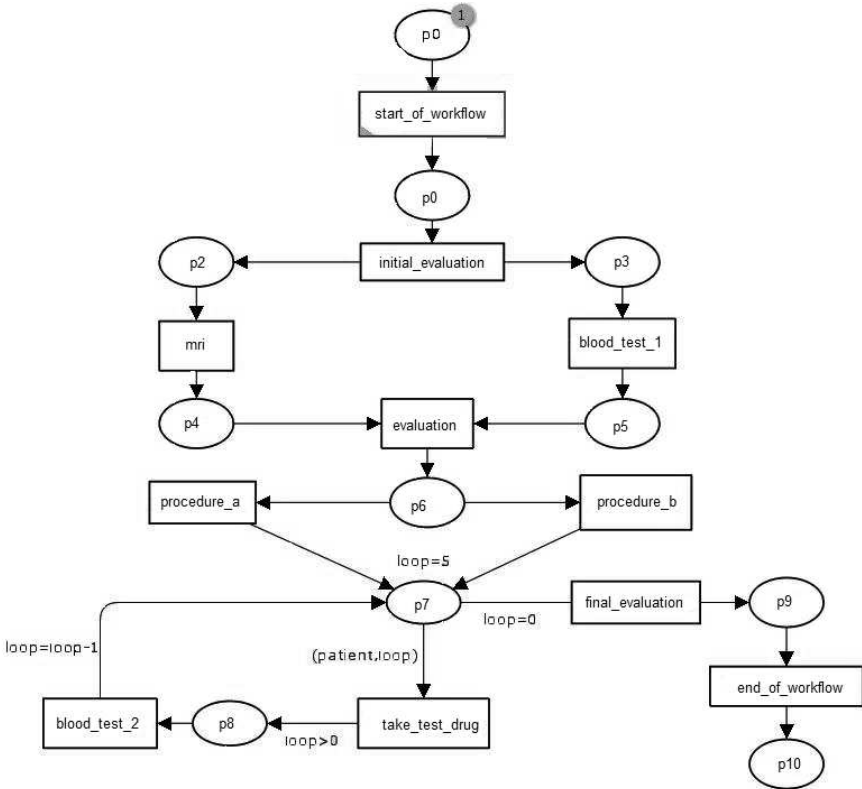 1
p0
start_of_workflow
p0
initial_evaluation
p2
p3
mri
blood_test_1
p4
evaluation
p5
procedure_a
p6
procedure_b
loop=5
p7
loop=0
final_evaluation
p9
loop=loop-1
(patient,loop)
end_of_workflow
blood_test_2
p8
loop>0
take_test_drug
p10